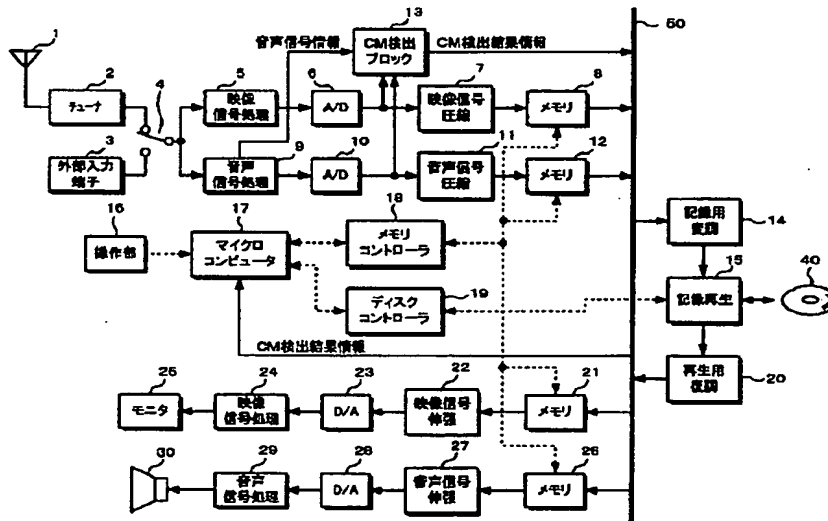 13
50
1
音声信号情報
CM検出
ブロック
CM検出結果情報
2
4
5
6
7
8
チューナ
映像
信号処理
A/D
映像信号
圧縮
メモリ
3
9
10
11
12
外部入力
端子
音声
信号処理
A/D
音声信号
圧縮
メモリ
16
17
18
記録用
変調
14
操作部
マイクロ
コンピュータ
メモリ
コントローラ
15
40
19
記録再生
ディスク
コントローラ
CM検出結果情報
再生用
復調
20
25
24
23
22
21
モニタ
映像
信号処理
D/A
映像信号
伸張
メモリ
30
29
28
27
26
音声
信号処理
D/A
音声信号
伸張
メモリ